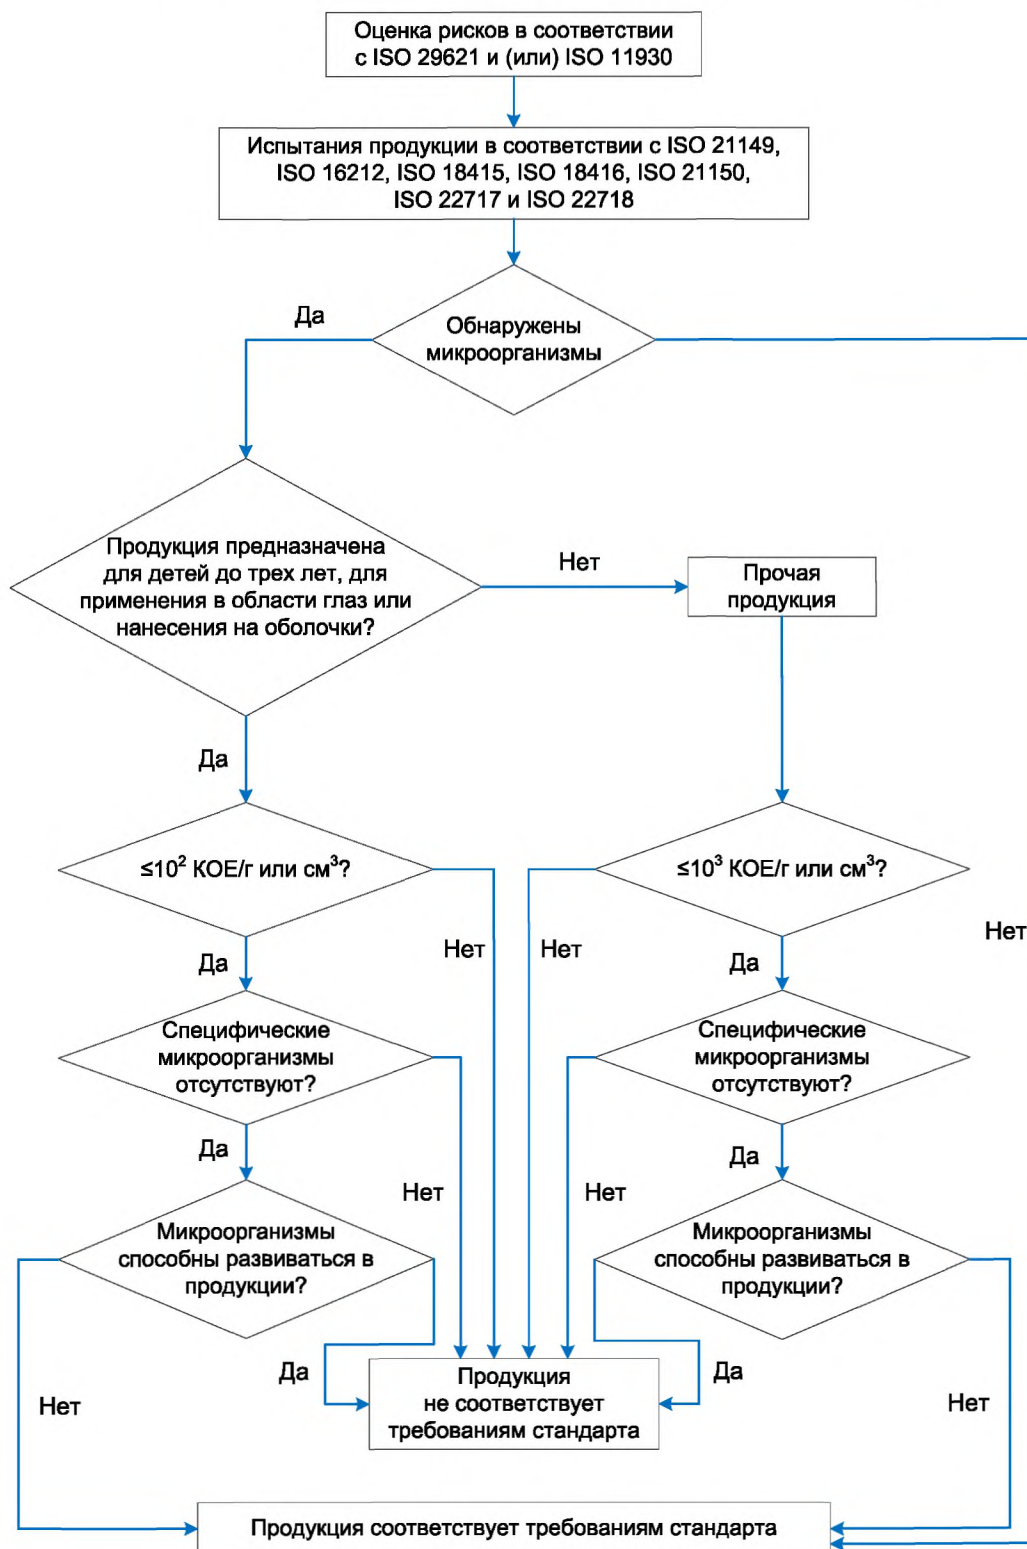 Оценка рисков в соответствии
с ISO 29621 и (или) ISO 11930
Испытания продукции в соответствии с ISO 21149,
ISO 16212, ISO 18415, ISO 18416, ISO 21150,
ISO 22717 и ISO 22718
Да
Обнаружены
микроорганизмы
Продукция предназначена
для детей до трех лет, для
применения в области глаз или
нанесения на оболочки?
Нет
Прочая
продукция
Да
≤10² КОЕ/г или см³?
≤10³ КОЕ/г или см³?
Нет
Да
Нет
Нет
Да
Специфические
микроорганизмы
отсутствуют?
Специфические
микроорганизмы
отсутствуют?
Да
Да
Нет
Нет
Микроорганизмы
способны развиваться в
продукции?
Микроорганизмы
способны развиваться в
продукции?
Да
Продукция
не соответствует
требованиям стандарта
Да
Нет
Нет
Продукция соответствует требованиям стандарта